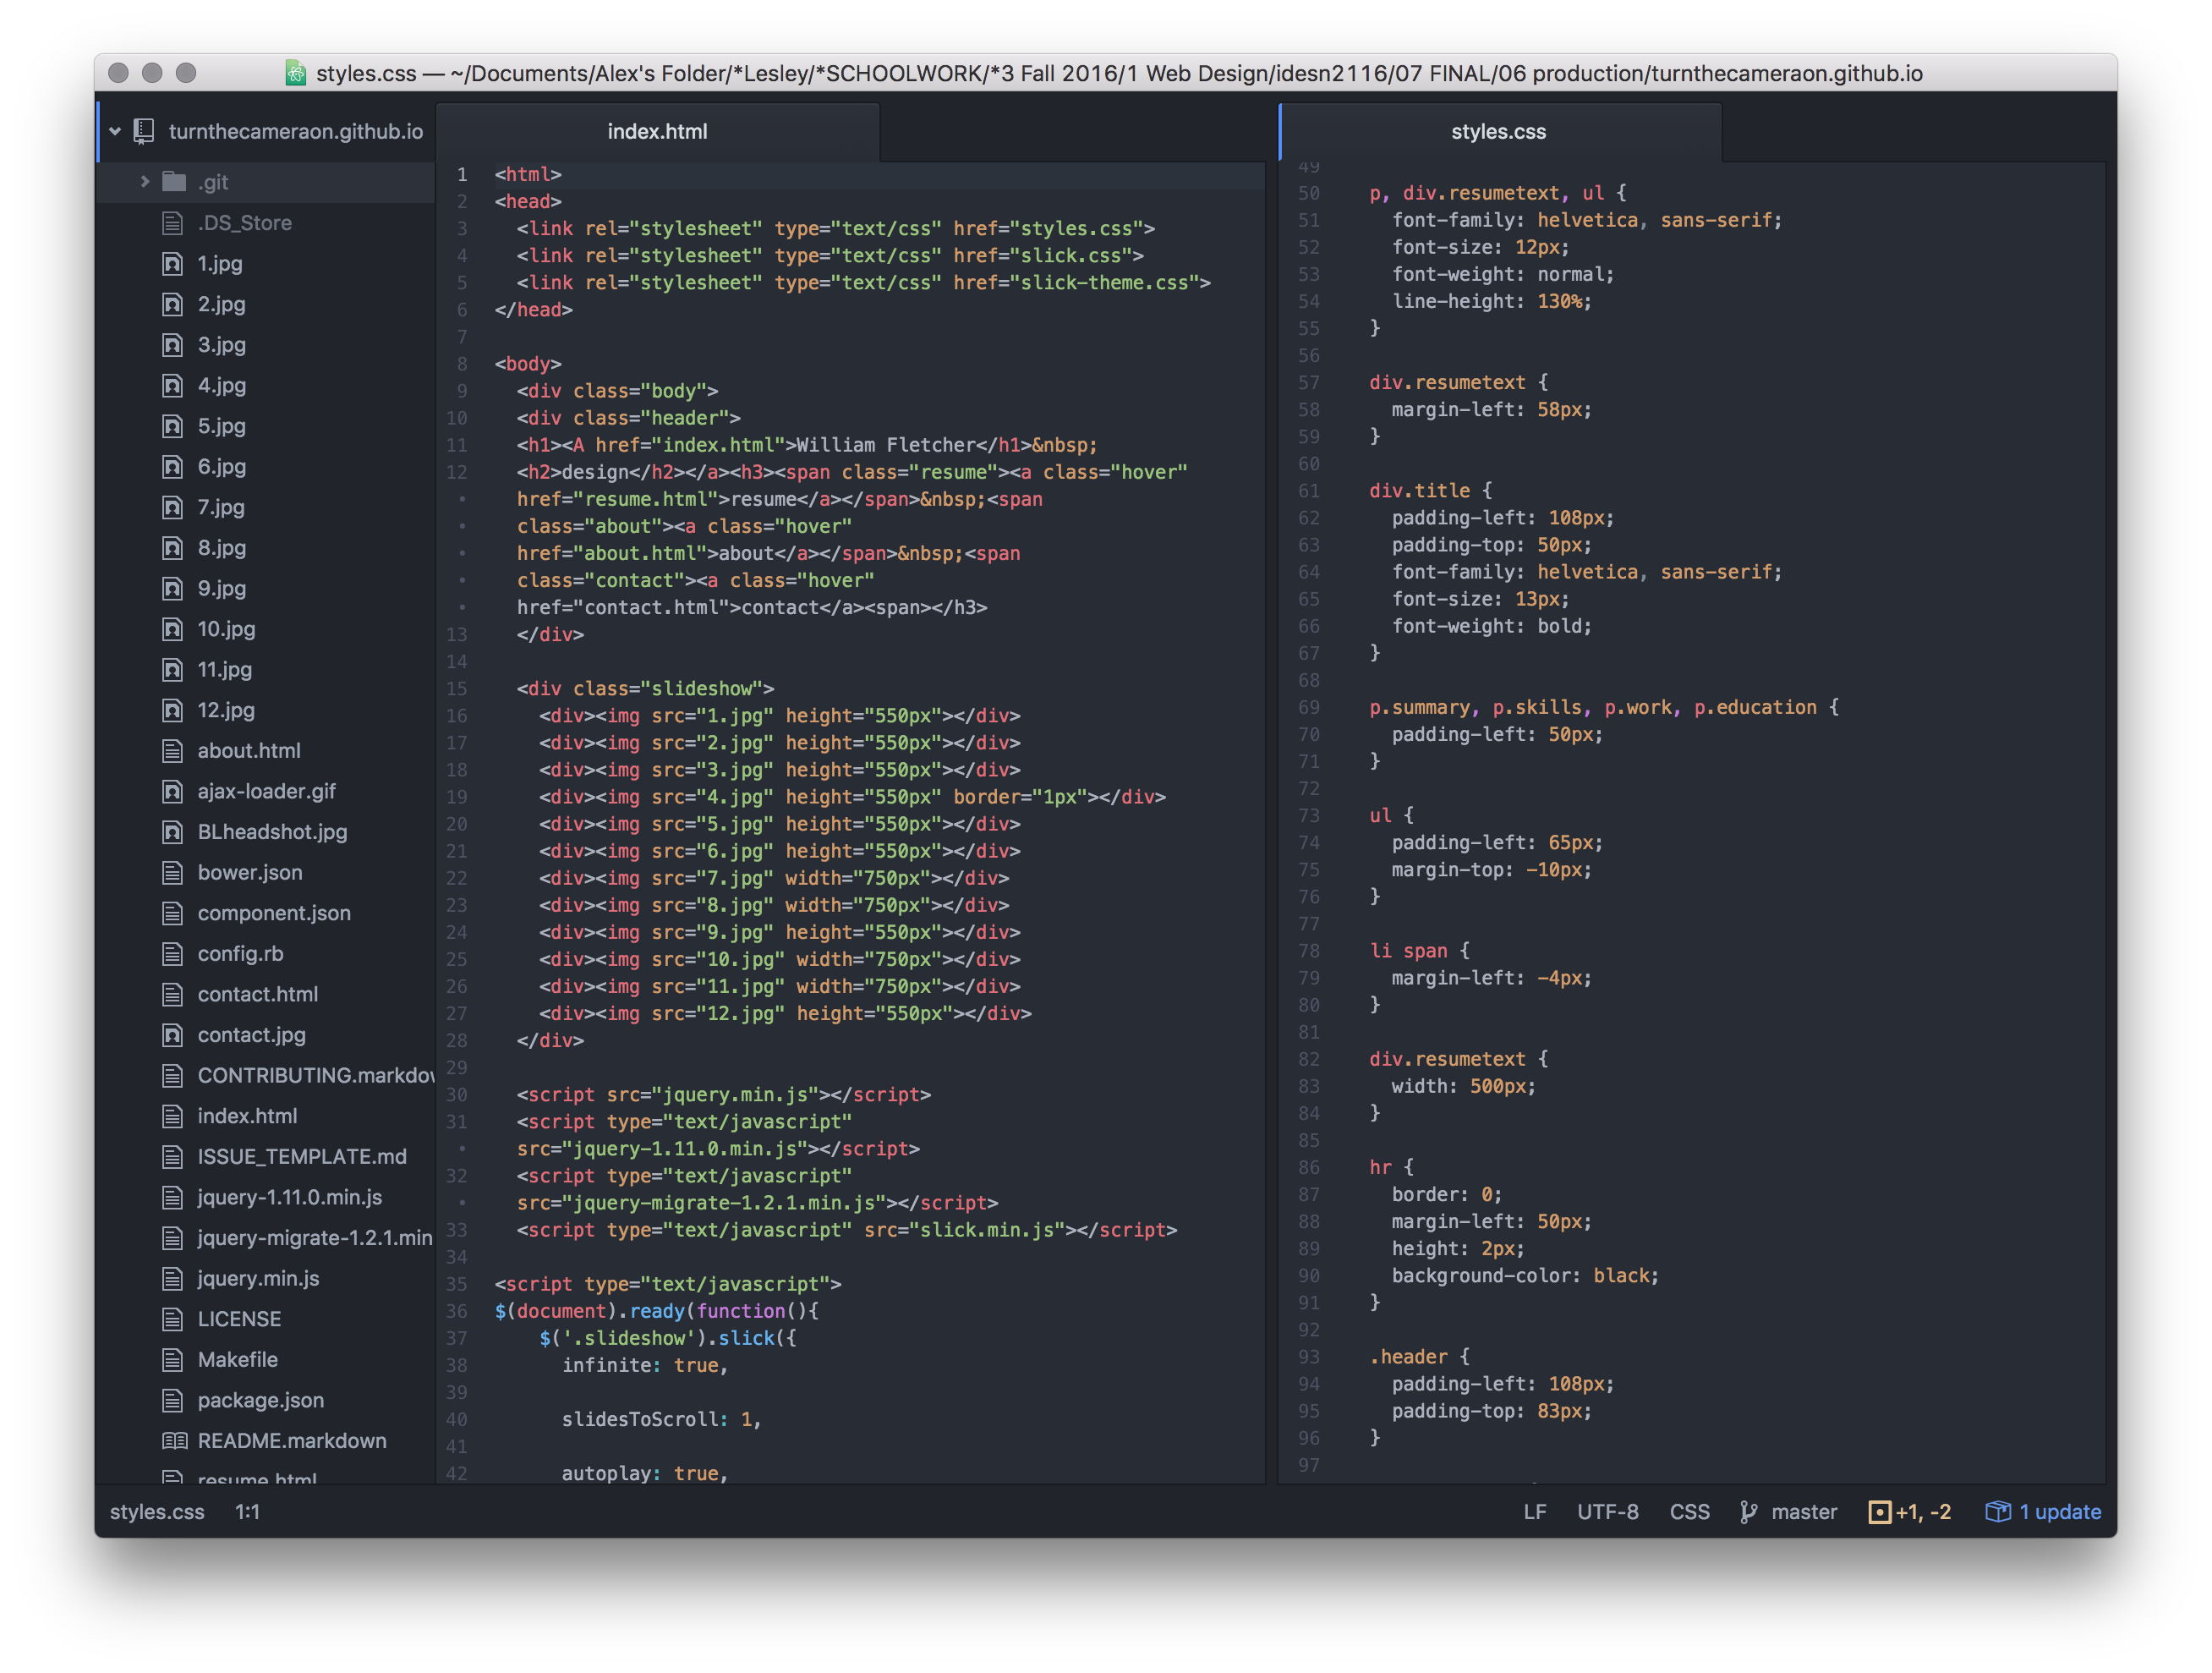 styles.css — ~/Documents/Alex's Folder/*Lesley/*SCHOOLWORK/*3 Fall 2016/1 Web Design/idesn2116/07 FINAL/06 production/turnthecameraon.github.io
turnthecameraon.github.io
.git
.DS_Store
1.jpg
2.jpg
3.jpg
4.jpg
5.jpg
6.jpg
7.jpg
8.jpg
9.jpg
10.jpg
11.jpg
12.jpg
about.html
ajax-loader.gif
BLheadshot.jpg
bower.json
component.json
config.rb
contact.html
contact.jpg
CONTRIBUTING.markdow
index.html
ISSUE_TEMPLATE.md
jquery-1.11.0.min.js
jquery-migrate-1.2.1.min
jquery.min.js
LICENSE
Makefile
package.json
README.markdown
resume.html
index.html
1 <html>
2 <head>
3 <link rel="stylesheet" type="text/css" href="styles.css">
4 <link rel="stylesheet" type="text/css" href="slick.css">
5 <link rel="stylesheet" type="text/css" href="slick-theme.css">
6 </head>
7
8 <body>
9 <div class="body">
10 <div class="header">
11 <h1><A href="index.html">William Fletcher</h1>&nbsp;
12 <h2>design</h2></a><h3><span class="resume"><a class="hover"
• href="resume.html">resume</a></span>&nbsp;<span
• class="about"><a class="hover"
• href="about.html">about</a></span>&nbsp;<span
• class="contact"><a class="hover"
• href="contact.html">contact</a><span></h3>
13 </div>
14
15 <div class="slideshow">
16 <div><img src="1.jpg" height="550px"></div>
17 <div><img src="2.jpg" height="550px"></div>
18 <div><img src="3.jpg" height="550px"></div>
19 <div><img src="4.jpg" height="550px" border="1px"></div>
20 <div><img src="5.jpg" height="550px"></div>
21 <div><img src="6.jpg" height="550px"></div>
22 <div><img src="7.jpg" width="750px"></div>
23 <div><img src="8.jpg" width="750px"></div>
24 <div><img src="9.jpg" height="550px"></div>
25 <div><img src="10.jpg" width="750px"></div>
26 <div><img src="11.jpg" width="750px"></div>
27 <div><img src="12.jpg" height="550px"></div>
28 </div>
29
30 <script src="jquery.min.js"></script>
31 <script type="text/javascript"
• src="jquery-1.11.0.min.js"></script>
32 <script type="text/javascript"
• src="jquery-migrate-1.2.1.min.js"></script>
33 <script type="text/javascript" src="slick.min.js"></script>
34
35 <script type="text/javascript">
36 $(document).ready(function(){
37 $('.slideshow').slick({
38 infinite: true,
39
40 slidesToScroll: 1,
41
42 autoplay: true,
styles.css
49
50 p, div.resumetext, ul {
51 font-family: helvetica, sans-serif;
52 font-size: 12px;
53 font-weight: normal;
54 line-height: 130%;
55 }
56
57 div.resumetext {
58 margin-left: 58px;
59 }
60
61 div.title {
62 padding-left: 108px;
63 padding-top: 50px;
64 font-family: helvetica, sans-serif;
65 font-size: 13px;
66 font-weight: bold;
67 }
68
69 p.summary, p.skills, p.work, p.education {
70 padding-left: 50px;
71 }
72
73 ul {
74 padding-left: 65px;
75 margin-top: -10px;
76 }
77
78 li span {
79 margin-left: -4px;
80 }
81
82 div.resumetext {
83 width: 500px;
84 }
85
86 hr {
87 border: 0;
88 margin-left: 50px;
89 height: 2px;
90 background-color: black;
91 }
92
93 .header {
94 padding-left: 108px;
95 padding-top: 83px;
96 }
97
styles.css 1:1 LF UTF-8 CSS master +1, -2 1 update